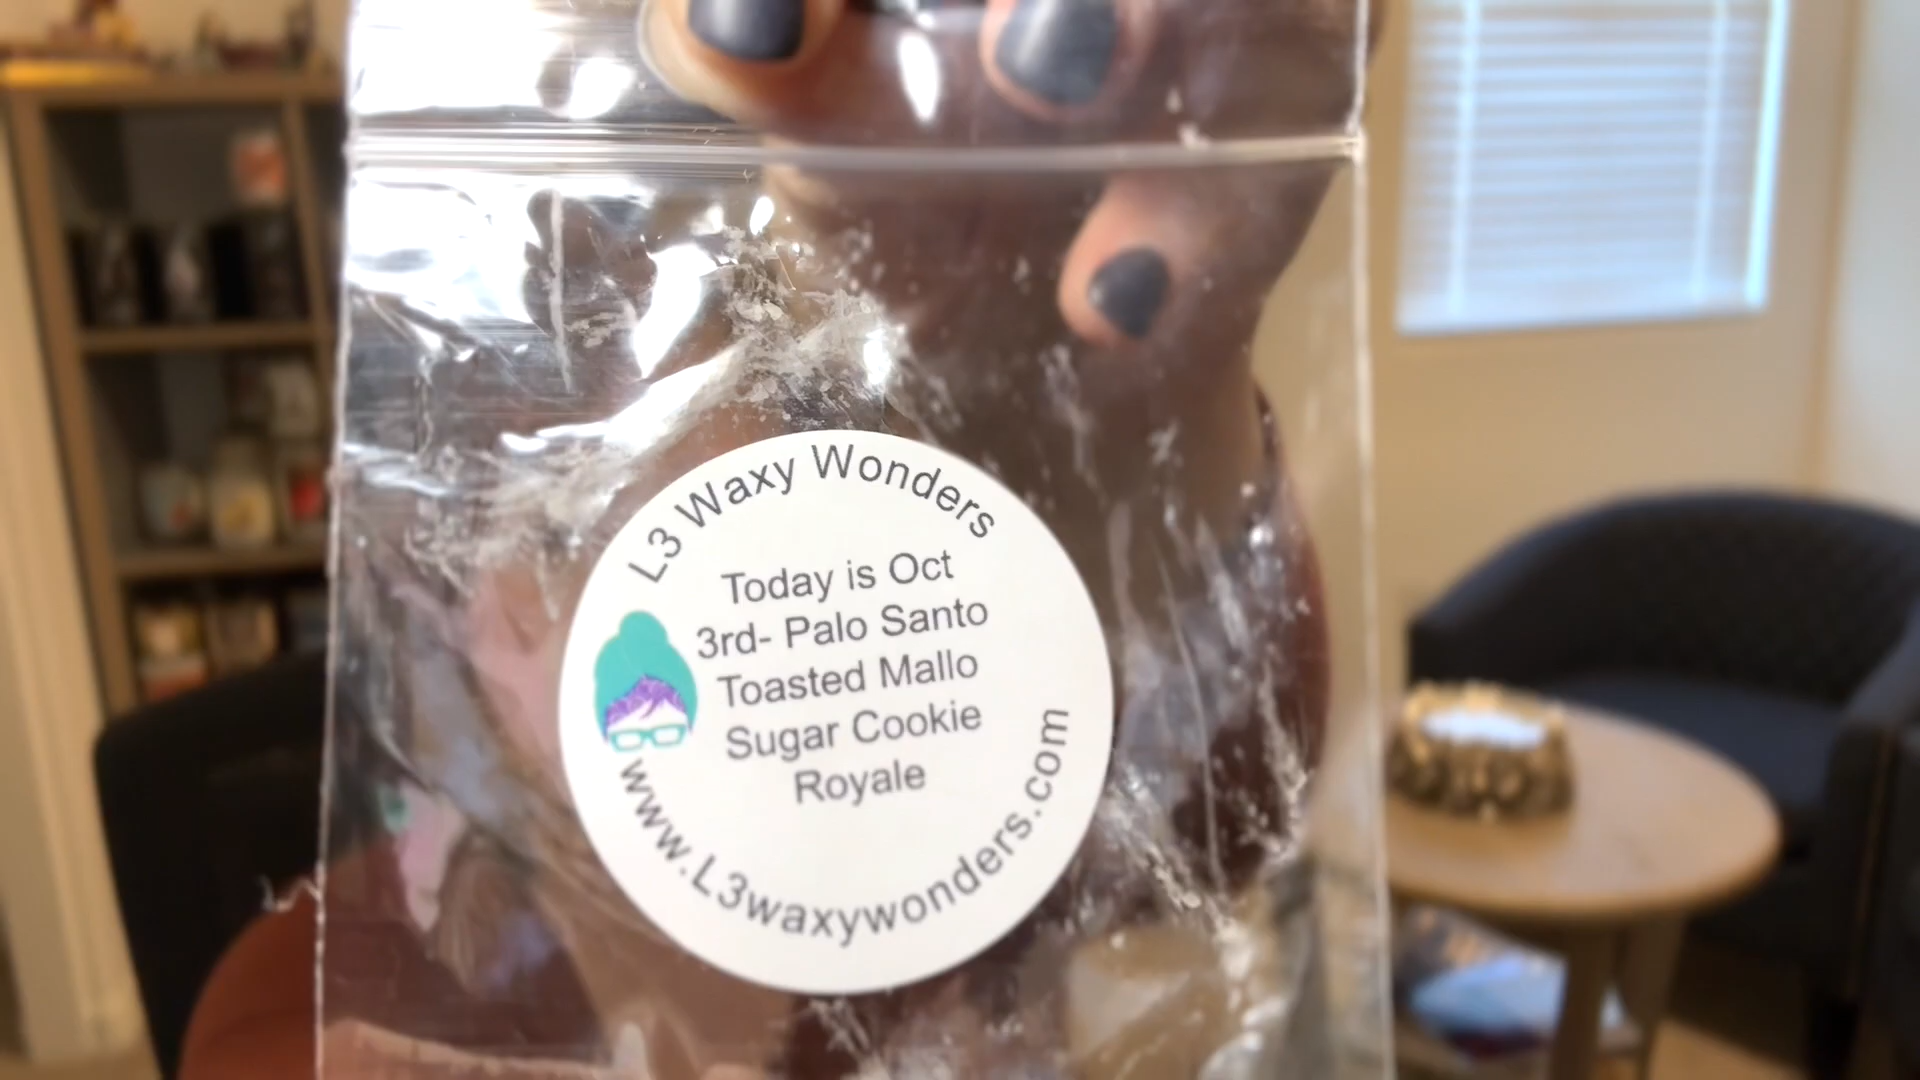 L3 Waxy Wonders
Today is Oct
3rd- Palo Santo
Toasted Mallo
Sugar Cookie
Royale
www.L3waxywonders.com